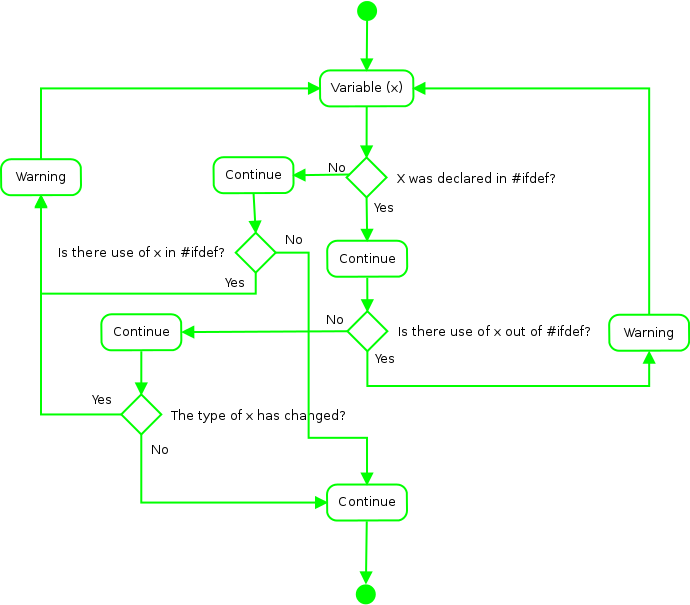 Variable (x)
No
X was declared in #ifdef?
Continue
Warning
Yes
No
Is there use of x in #ifdef?
Continue
Yes
No
Continue
Is there use of x out of #ifdef?
Warning
Yes
Yes
The type of x has changed?
No
Continue